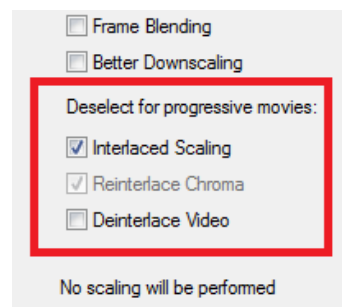 Frame Blending
Better Downscaling
Deselect for progressive movies:
Interlaced Scaling
Reinterlace Chroma
Deinterlace Video
No scaling will be performed